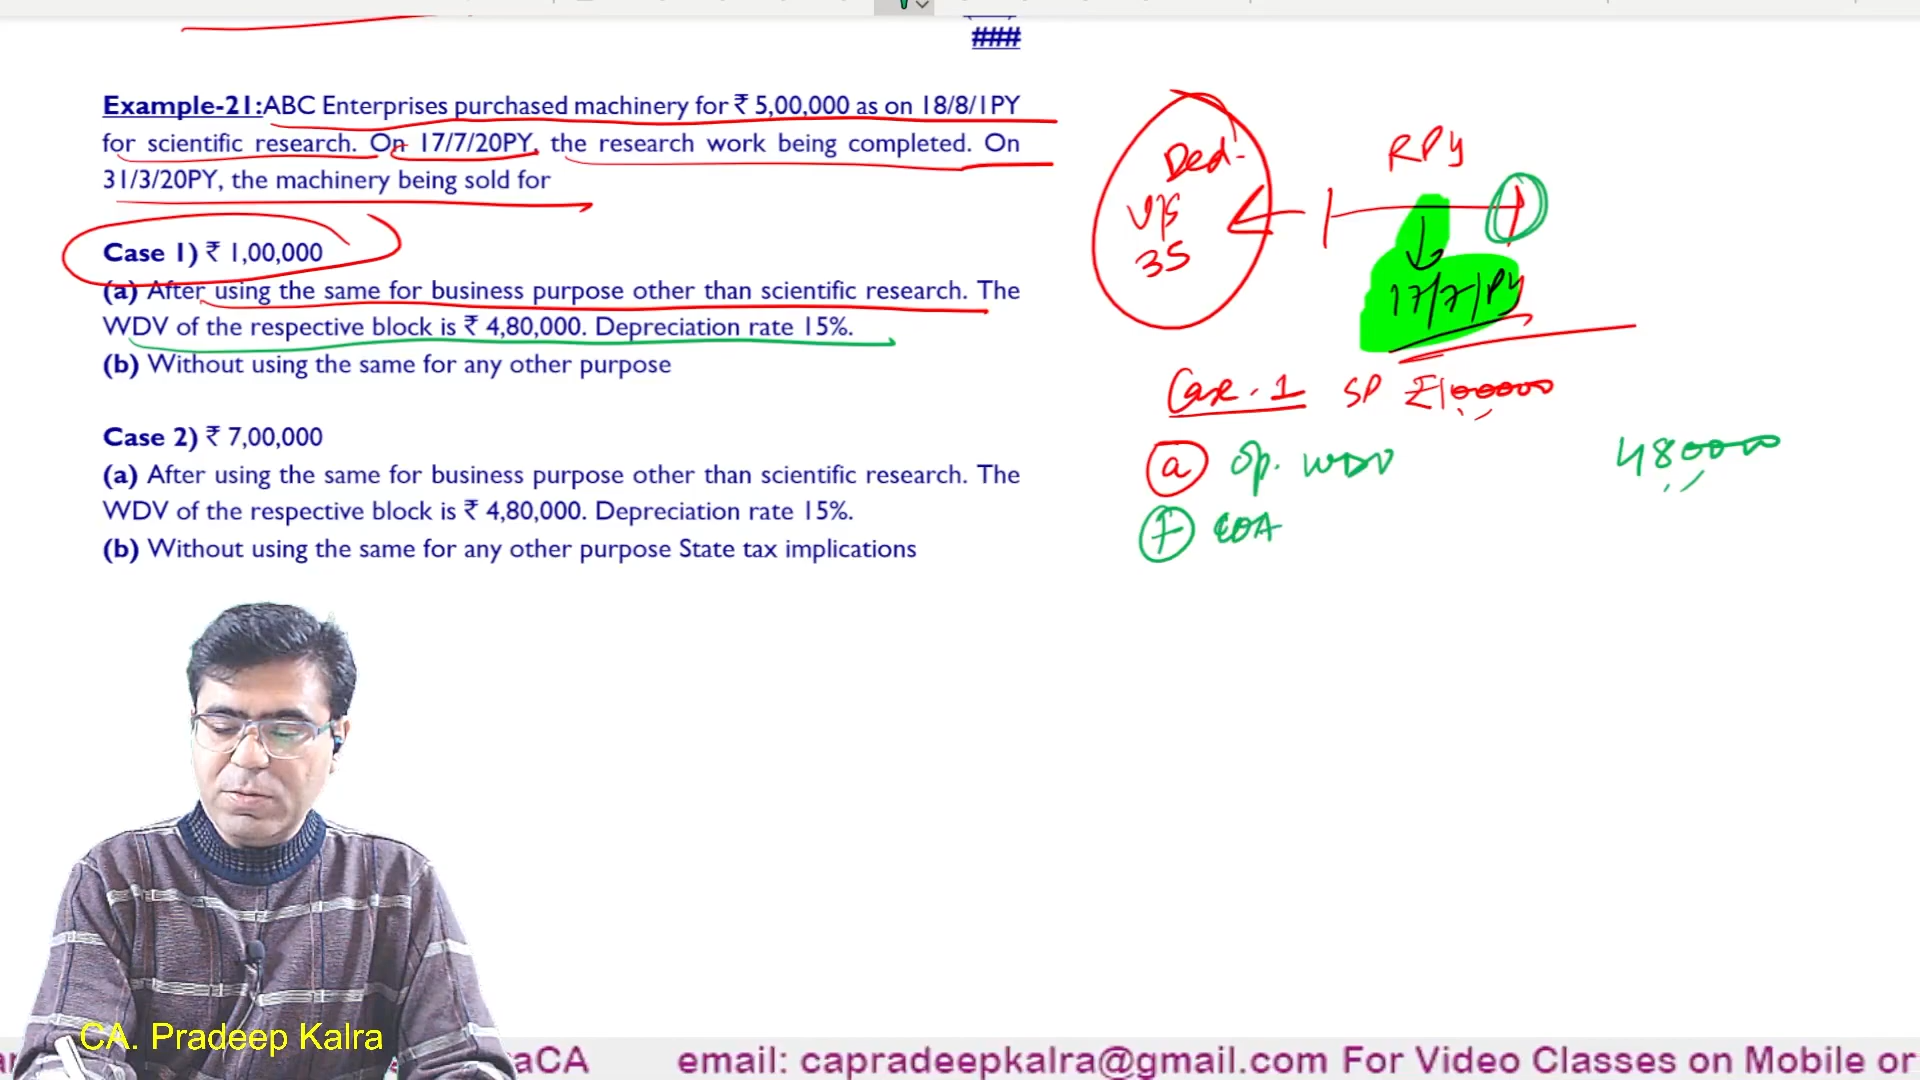 ###
Example-21:ABC Enterprises purchased machinery for ₹ 5,00,000 as on 18/8/1PY
for scientific research. On 17/7/20PY, the research work being completed. On
31/3/20PY, the machinery being sold for
Case 1) ₹ 1,00,000
(a) After using the same for business purpose other than scientific research. The
WDV of the respective block is ₹ 4,80,000. Depreciation rate 15%.
(b) Without using the same for any other purpose
Case 2) ₹ 7,00,000
(a) After using the same for business purpose other than scientific research. The
WDV of the respective block is ₹ 4,80,000. Depreciation rate 15%.
(b) Without using the same for any other purpose State tax implications
Ded.
U/S
35
RPY
17/7/PY
Case. 1 SP ₹100000
(a) Op. WDV 480000
(+) COA
CA. Pradeep Kalra
aCA email: capradeepkalra@gmail.com For Video Classes on Mobile or